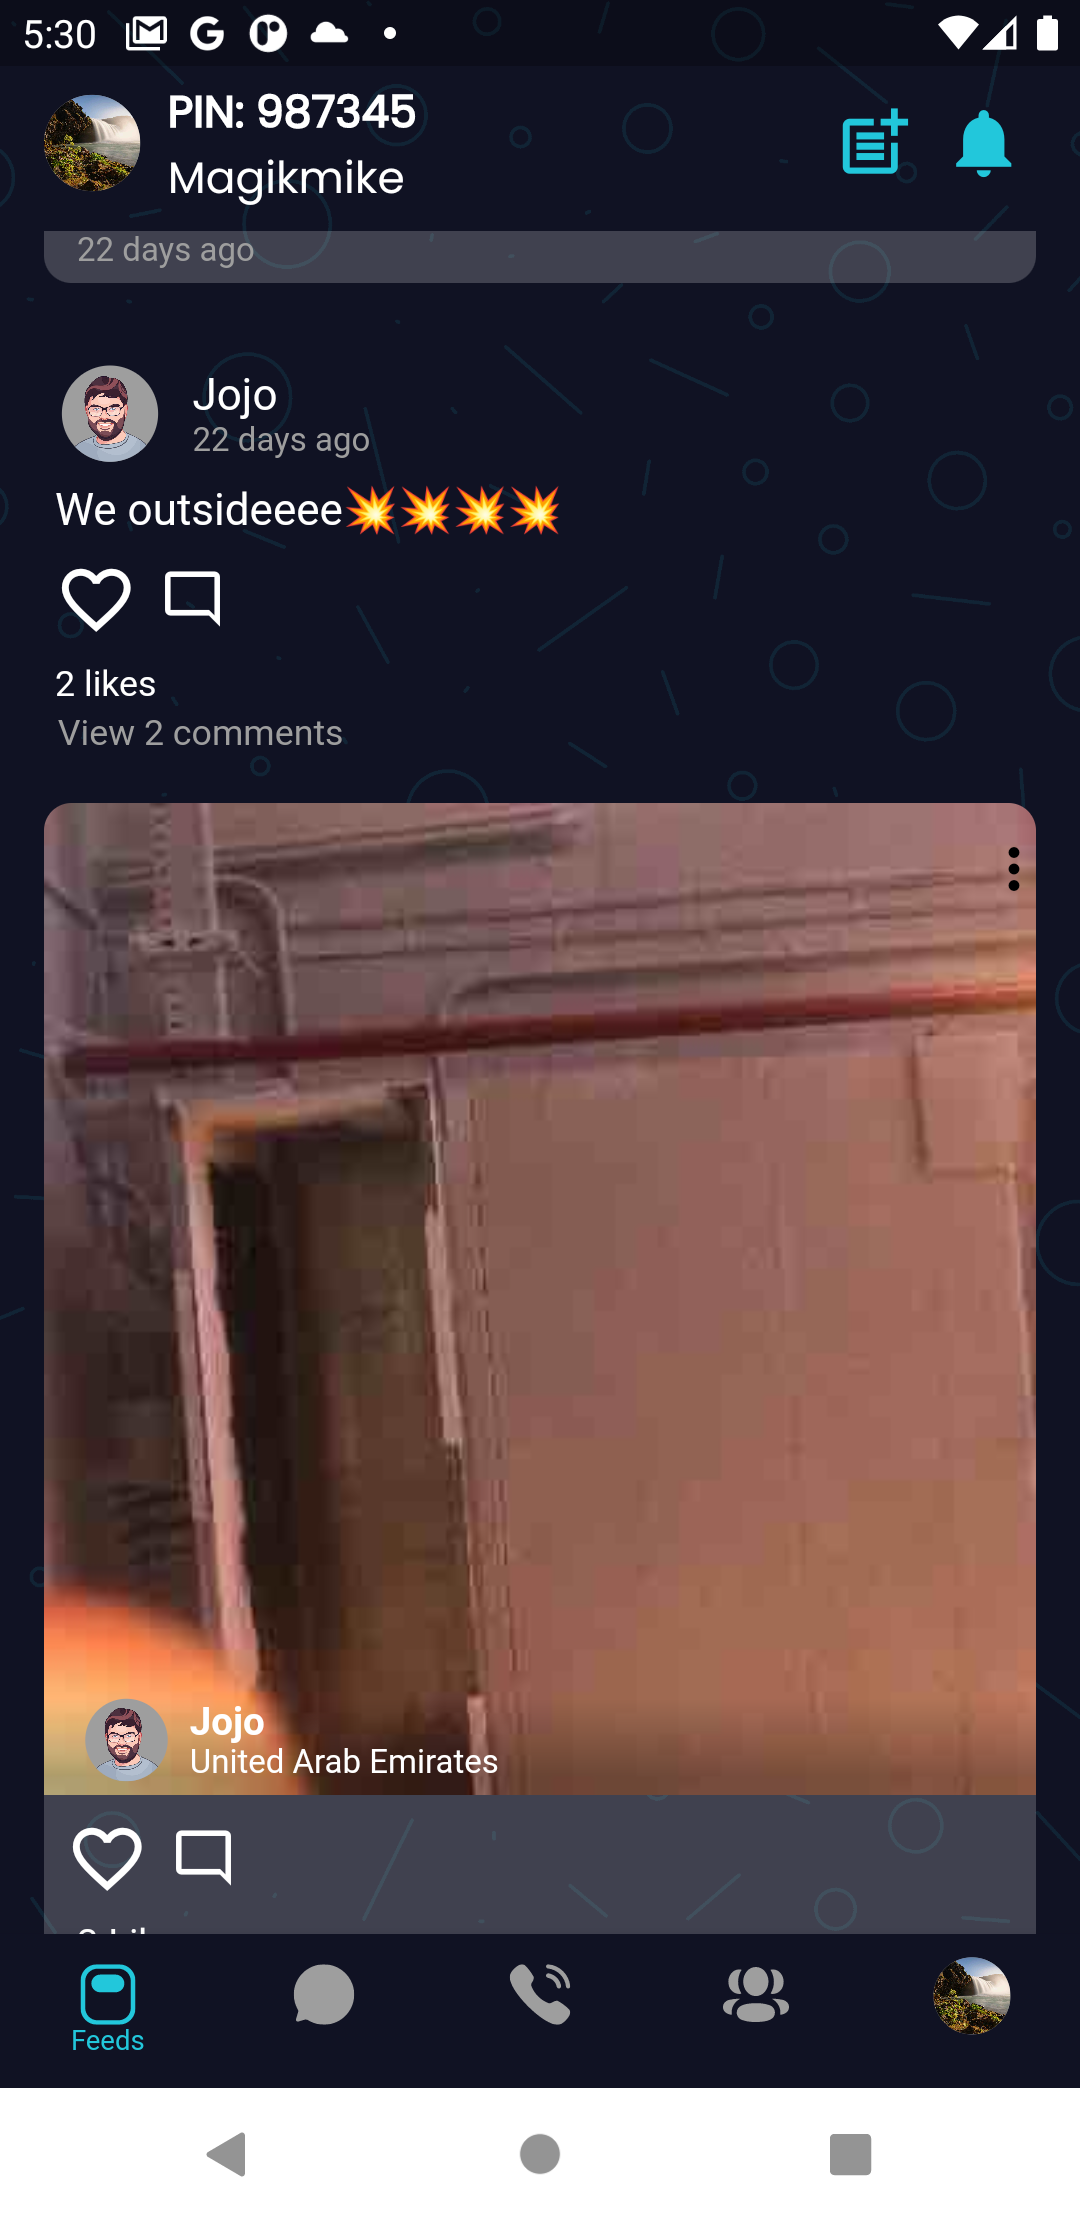 5:30
PIN: 987345
Magikmike
22 days ago
Jojo
22 days ago
We outsideeee💥💥💥💥
2 likes
View 2 comments
Jojo
United Arab Emirates
Feeds